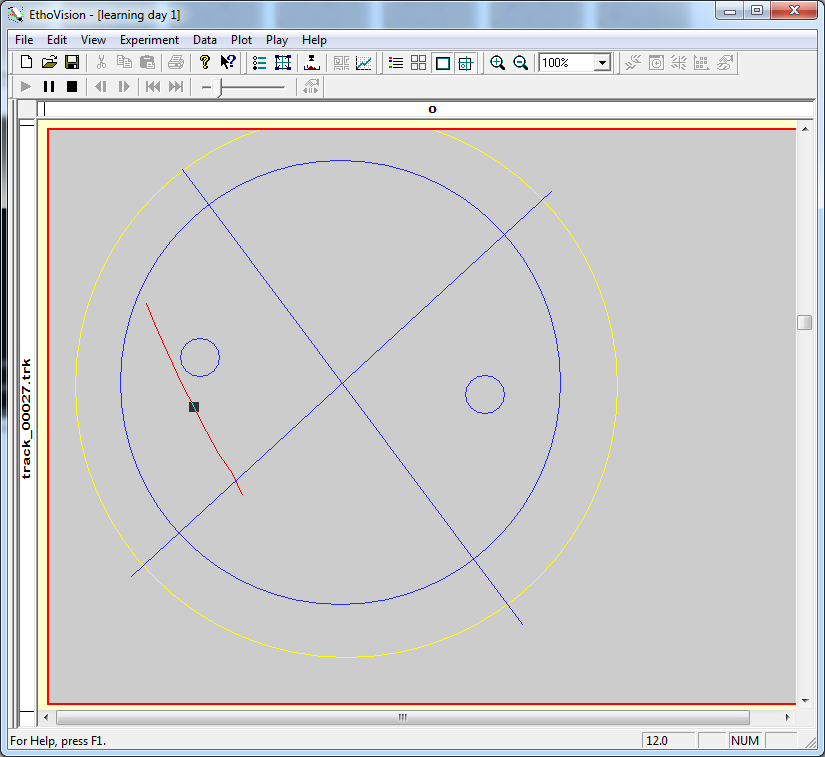 EthoVision - [learning day 1]
File Edit View Experiment Data Plot Play Help
100%
o
track_00027.trk
For Help, press F1.
12.0
NUM